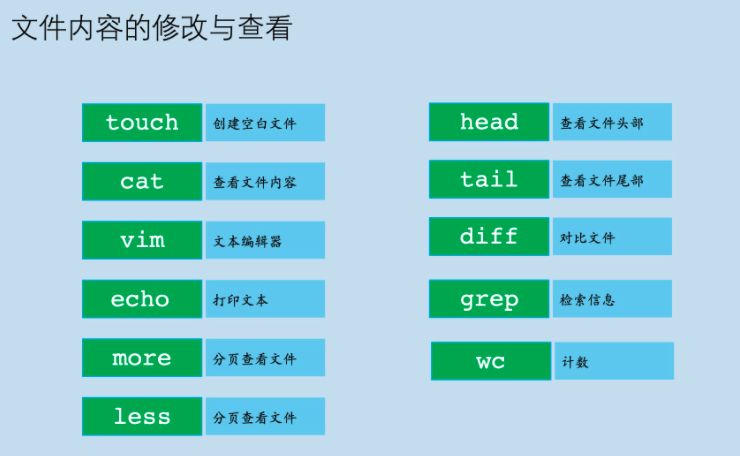 文件内容的修改与查看
touch 创建空白文件
cat 查看文件内容
vim 文本编辑器
echo 打印文本
more 分页查看文件
less 分页查看文件
head 查看文件头部
tail 查看文件尾部
diff 对比文件
grep 检索信息
wc 计数